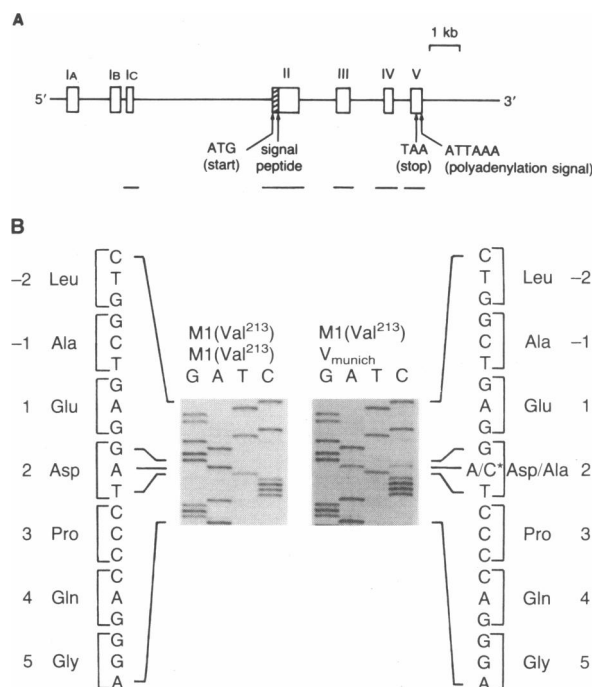 A
1 kb
IA IB IC II III IV V
5' 3'
ATG signal TAA ATTAAA
(start) peptide (stop) (polyadenylation signal)
B
C C
-2 Leu T T Leu -2
G G
G M1(Val213) M1(Val213) G
-1 Ala C M1(Val213) Vmunich C Ala -1
T G A T C G A T C T
G G
1 Glu A A Glu 1
G G
G G
2 Asp A A/C* Asp/Ala 2
T T
C C
3 Pro C C Pro 3
C C
C C
4 Gln A A Gln 4
G G
G G
5 Gly G G Gly 5
A A